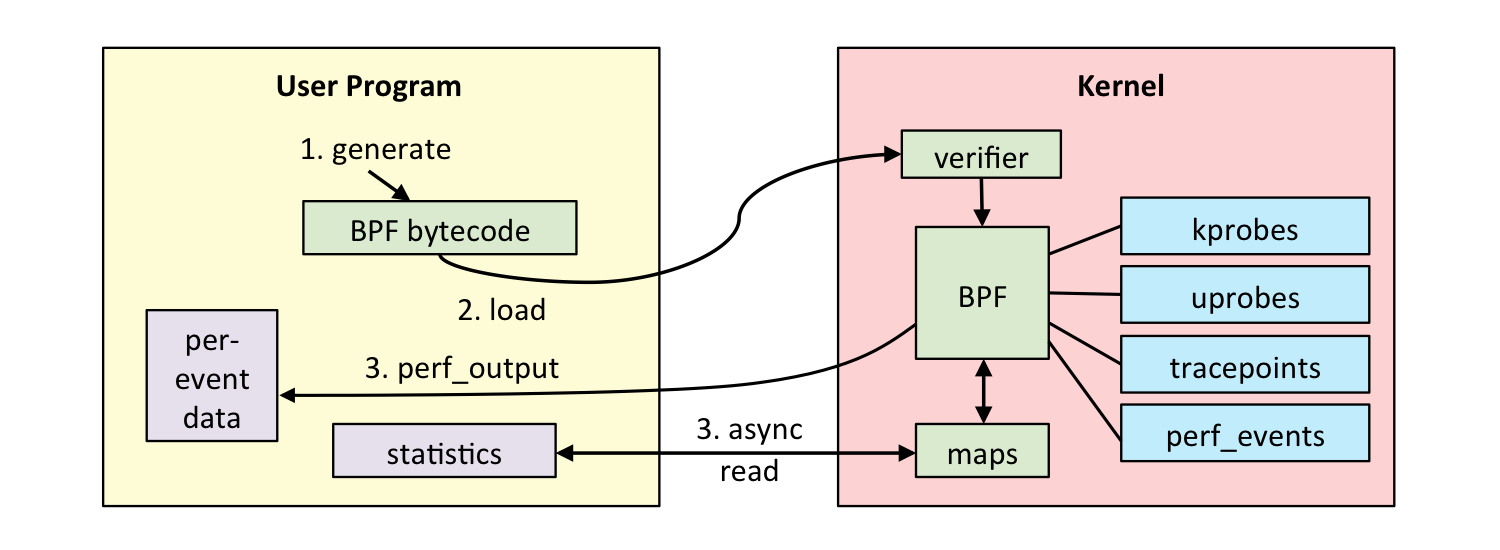 User Program
1. generate
BPF bytecode
2. load
per-
event
data
3. perf_output
statistics
3. async
read
Kernel
verifier
BPF
maps
kprobes
uprobes
tracepoints
perf_events